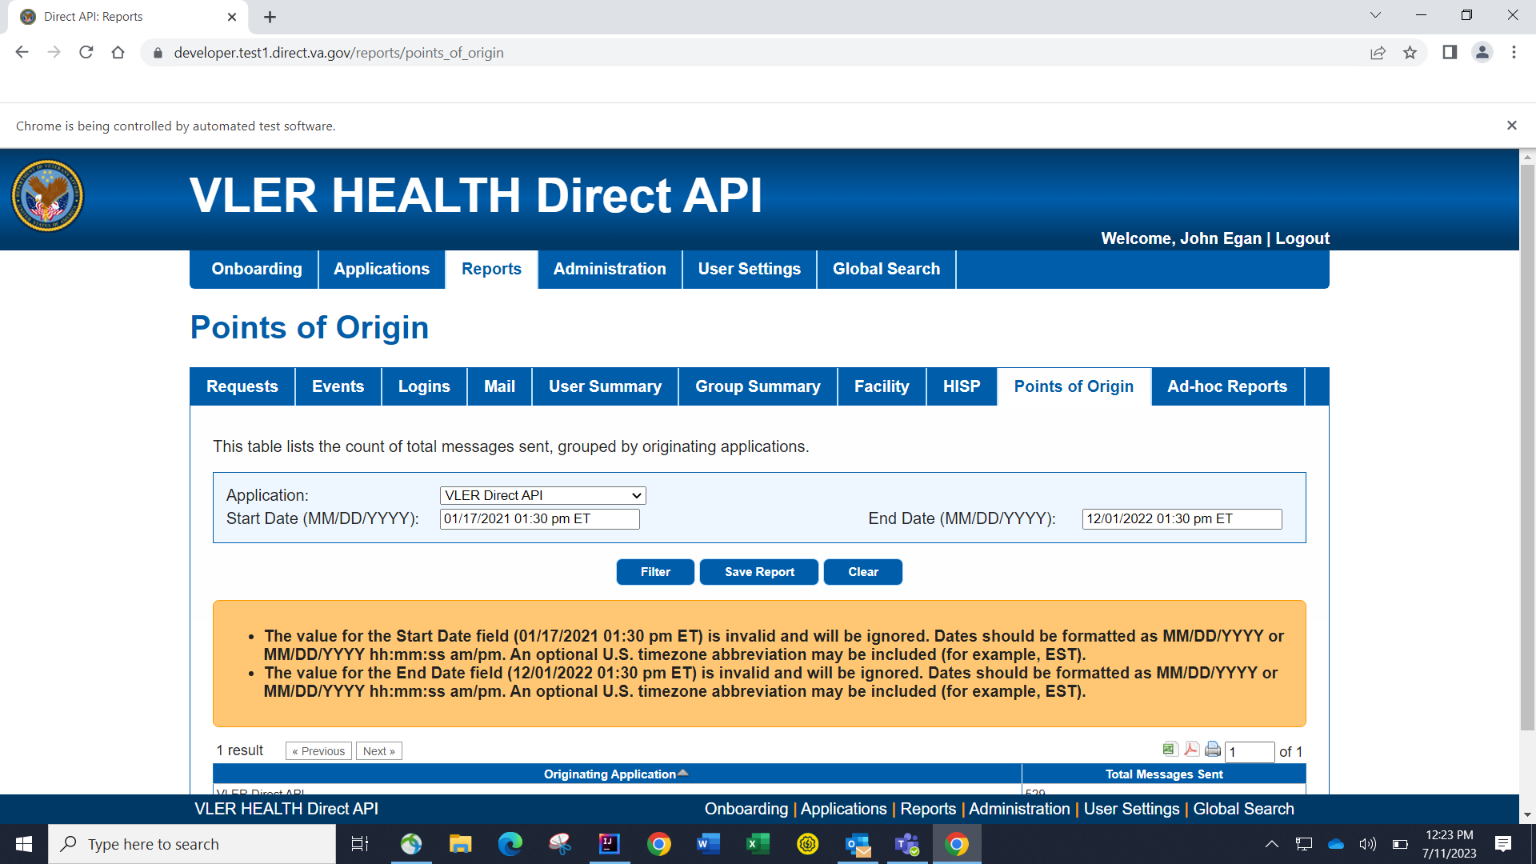 Direct API: Reports
developer.test1.direct.va.gov/reports/points_of_origin
Chrome is being controlled by automated test software.
VLER HEALTH Direct API
Welcome, John Egan | Logout
Onboarding Applications Reports Administration User Settings Global Search
Points of Origin
Requests Events Logins Mail User Summary Group Summary Facility HISP Points of Origin Ad-hoc Reports
This table lists the count of total messages sent, grouped by originating applications.
Application: VLER Direct API
Start Date (MM/DD/YYYY): 01/17/2021 01:30 pm ET End Date (MM/DD/YYYY): 12/01/2022 01:30 pm ET
Filter Save Report Clear
• The value for the Start Date field (01/17/2021 01:30 pm ET) is invalid and will be ignored. Dates should be formatted as MM/DD/YYYY or
MM/DD/YYYY hh:mm:ss am/pm. An optional U.S. timezone abbreviation may be included (for example, EST).
• The value for the End Date field (12/01/2022 01:30 pm ET) is invalid and will be ignored. Dates should be formatted as MM/DD/YYYY or
MM/DD/YYYY hh:mm:ss am/pm. An optional U.S. timezone abbreviation may be included (for example, EST).
1 result « Previous Next » 1 of 1
Originating Application Total Messages Sent
VLER Direct API 529
VLER HEALTH Direct API Onboarding | Applications | Reports | Administration | User Settings | Global Search
Type here to search
12:23 PM
7/11/2023